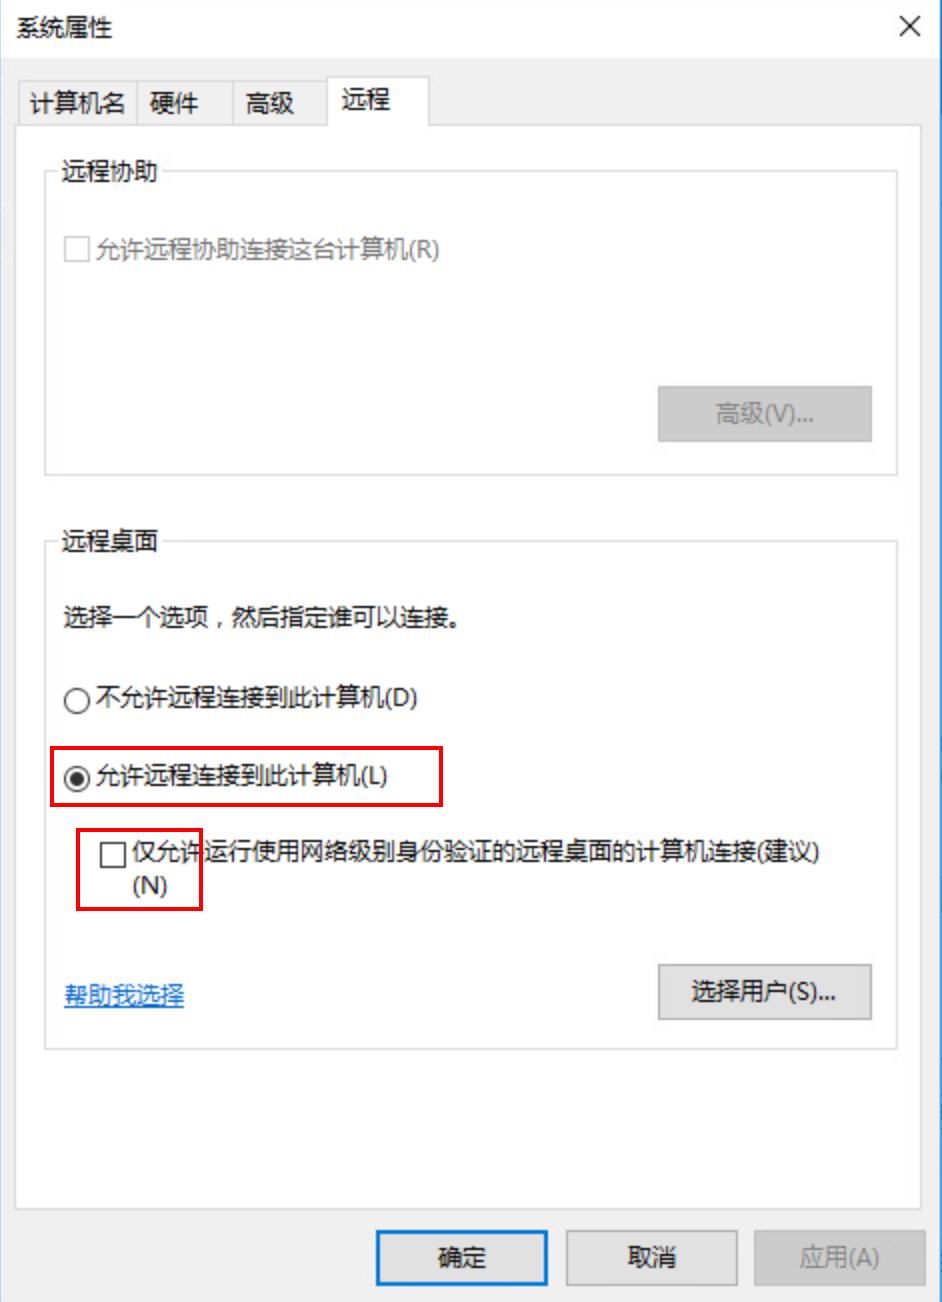 系统属性
计算机名
硬件
高级
远程
远程协助
允许远程协助连接这台计算机(R)
高级(V)...
远程桌面
选择一个选项，然后指定谁可以连接。
不允许远程连接到此计算机(D)
允许远程连接到此计算机(L)
仅允许运行使用网络级别身份验证的远程桌面的计算机连接(建议)
(N)
帮助我选择
选择用户(S)...
确定
取消
应用(A)